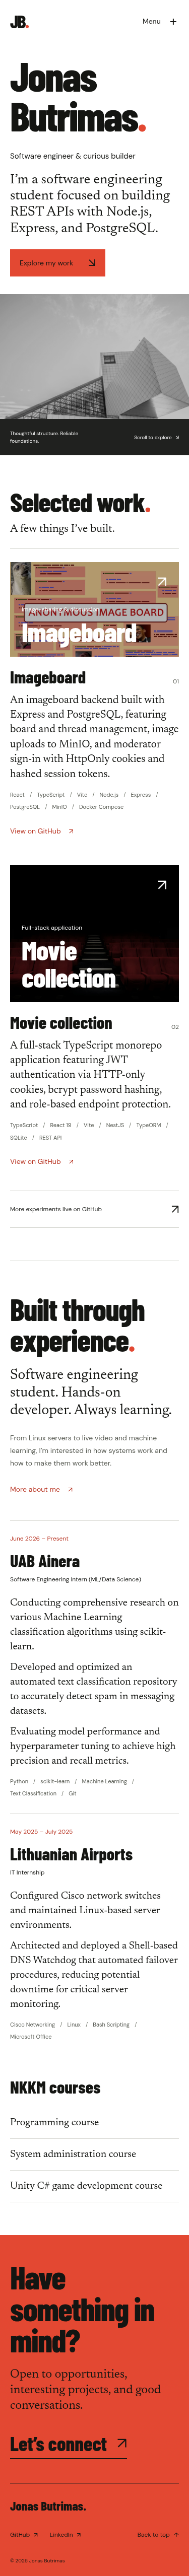 JB.
Menu +
Jonas
Butrimas.
Software engineer & curious builder
I'm a software engineering
student focused on building
REST APIs with Node.js,
Express, and PostgreSQL.
Explore my work
Thoughtful structure. Reliable
foundations.
Scroll to explore
Selected work.
A few things I've built.
IMAGE BOARD
Imageboard
Imageboard
01
An imageboard backend built with
Express and PostgreSQL, featuring
board and thread management, image
uploads to MinIO, and moderator
sign-in with HttpOnly cookies and
hashed session tokens.
React / TypeScript / Vite / Node.js / Express /
PostgreSQL / MinIO / Docker Compose
View on GitHub
Full-stack application
Movie
collection
Movie collection
02
A full-stack TypeScript monorepo
application featuring JWT
authentication via HTTP-only
cookies, bcrypt password hashing,
and role-based endpoint protection.
TypeScript / React 19 / Vite / NestJS / TypeORM /
SQLite / REST API
View on GitHub
More experiments live on GitHub
Built through
experience.
Software engineering
student. Hands-on
developer. Always learning.
From Linux servers to live video and machine
learning, I'm interested in how systems work and
how to make them work better.
More about me
June 2026 – Present
UAB Ainera
Software Engineering Intern (ML/Data Science)
Conducting comprehensive research on
various Machine Learning
classification algorithms using scikit-
learn.
Developed and optimized an
automated text classification repository
to accurately detect spam in messaging
datasets.
Evaluating model performance and
hyperparameter tuning to achieve high
precision and recall metrics.
Python / scikit-learn / Machine Learning /
Text Classification / Git
May 2025 – July 2025
Lithuanian Airports
IT Internship
Configured Cisco network switches
and maintained Linux-based server
environments.
Architected and deployed a Shell-based
DNS Watchdog that automated failover
procedures, reducing potential
downtime for critical server
monitoring.
Cisco Networking / Linux / Bash Scripting /
Microsoft Office
NKKM courses
Programming course
System administration course
Unity C# game development course
Have
something in
mind?
Open to opportunities,
interesting projects, and good
conversations.
Let's connect
Jonas Butrimas.
GitHub
LinkedIn
Back to top
© 2026 Jonas Butrimas